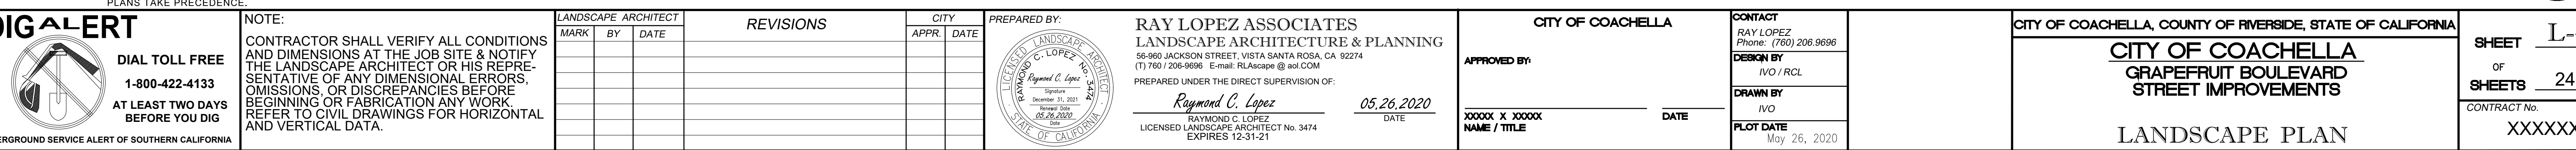 PLANS TAKE PRECEDENCE.
DIGALERT
DIAL TOLL FREE
1-800-422-4133
AT LEAST TWO DAYS
BEFORE YOU DIG
ERGROUND SERVICE ALERT OF SOUTHERN CALIFORNIA
NOTE:
CONTRACTOR SHALL VERIFY ALL CONDITIONS
AND DIMENSIONS AT THE JOB SITE & NOTIFY
THE LANDSCAPE ARCHITECT OR HIS REPRE-
SENTATIVE OF ANY DIMENSIONAL ERRORS,
OMISSIONS, OR DISCREPANCIES BEFORE
BEGINNING OR FABRICATION ANY WORK.
REFER TO CIVIL DRAWINGS FOR HORIZONTAL
AND VERTICAL DATA.
LANDSCAPE ARCHITECT
MARK BY DATE
REVISIONS
CITY
APPR. DATE
PREPARED BY:
LICENSED LANDSCAPE ARCHITECT
RAYMOND C. LOPEZ No. 3474
Raymond C. Lopez
Signature
December 31, 2021
Renewal Date
05.26.2020
Date
STATE OF CALIFORNIA
RAY LOPEZ ASSOCIATES
LANDSCAPE ARCHITECTURE & PLANNING
56-960 JACKSON STREET, VISTA SANTA ROSA, CA 92274
(T) 760 / 206-9696 E-mail: RLAscape @ aol.COM
PREPARED UNDER THE DIRECT SUPERVISION OF:
Raymond C. Lopez 05.26.2020
RAYMOND C. LOPEZ DATE
LICENSED LANDSCAPE ARCHITECT No. 3474
EXPIRES 12-31-21
CITY OF COACHELLA
APPROVED BY:
XXXXX X XXXXX DATE
NAME / TITLE
CONTACT
RAY LOPEZ
Phone: (760) 206.9696
DESIGN BY
IVO / RCL
DRAWN BY
IVO
PLOT DATE
May 26, 2020
CITY OF COACHELLA, COUNTY OF RIVERSIDE, STATE OF CALIFORNIA
CITY OF COACHELLA
GRAPEFRUIT BOULEVARD
STREET IMPROVEMENTS
LANDSCAPE PLAN
SHEET L-
OF
SHEETS 24
CONTRACT No.
XXXXXX